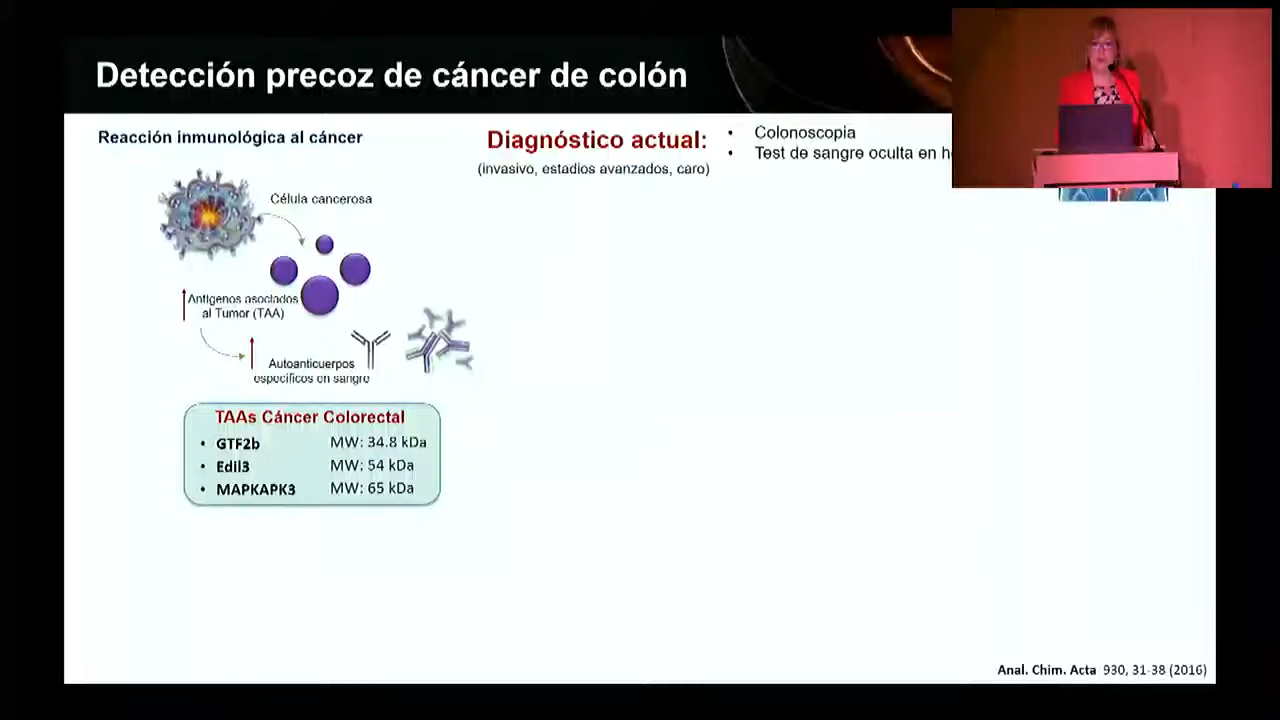 Detección precoz de cáncer de colón
Reacción inmunológica al cáncer
Célula cancerosa
Antígenos asociados
al Tumor (TAA)
Autoanticuerpos
específicos en sangre
TAAs Cáncer Colorectal
• GTF2b MW: 34.8 kDa
• Edil3 MW: 54 kDa
• MAPKAPK3 MW: 65 kDa
Diagnóstico actual:
(invasivo, estadios avanzados, caro)
• Colonoscopia
• Test de sangre oculta en
Anal. Chim. Acta 930, 31-38 (2016)